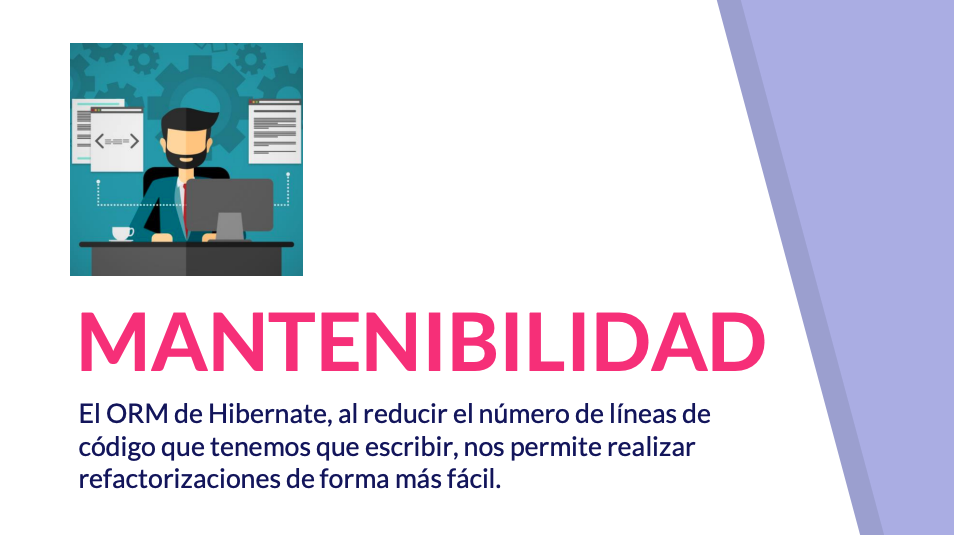 MANTENIBILIDAD
El ORM de Hibernate, al reducir el número de líneas de
código que tenemos que escribir, nos permite realizar
refactorizaciones de forma más fácil.